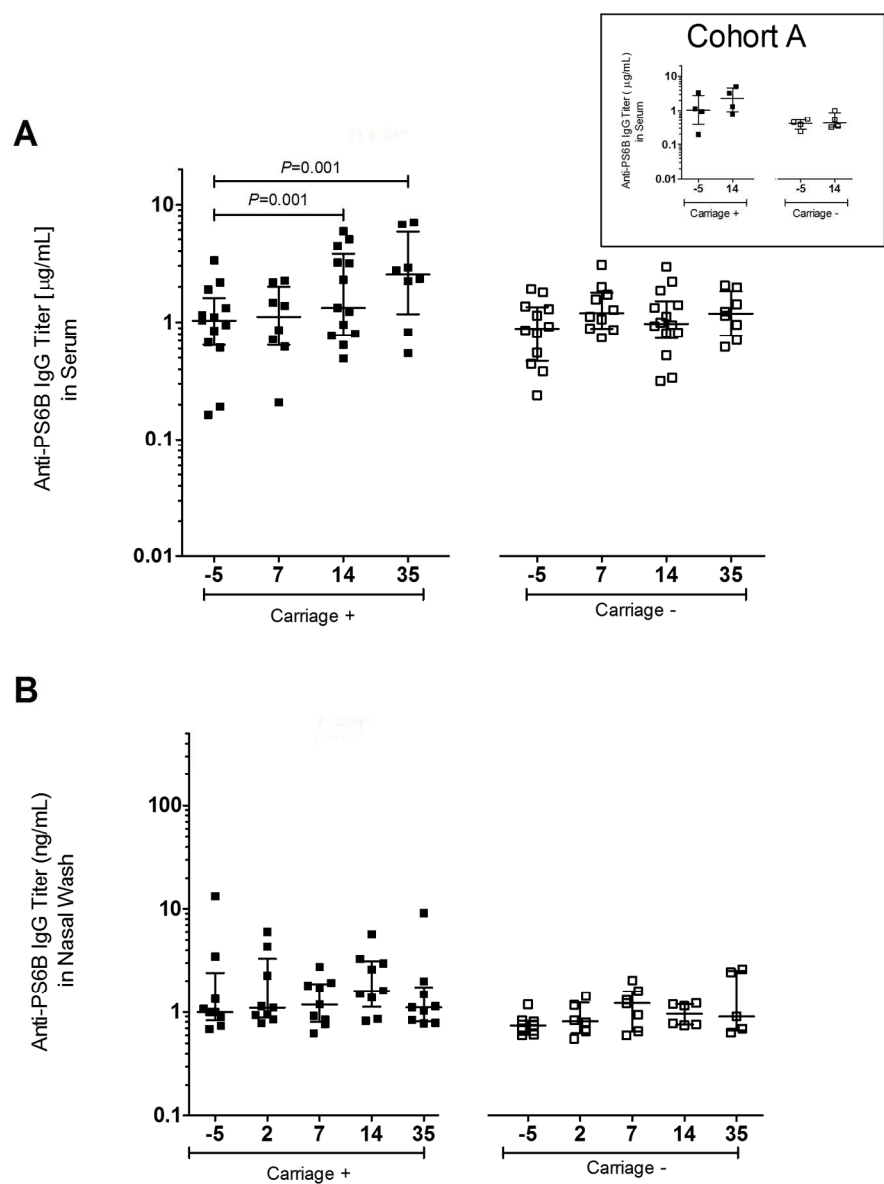 Cohort A
Anti-PS6B IgG Titer ( µg/mL)
in Serum
10
1
0.1
0.01
-5 14 -5 14
Carriage + Carriage -
A
Anti-PS6B IgG Titer [µg/mL]
in Serum
P=0.001
P=0.001
10
1
0.1
0.01
-5 7 14 35 -5 7 14 35
Carriage + Carriage -
B
Anti-PS6B IgG Titer (ng/mL)
in Nasal Wash
100
10
1
0.1
-5 2 7 14 35 -5 2 7 14 35
Carriage + Carriage -